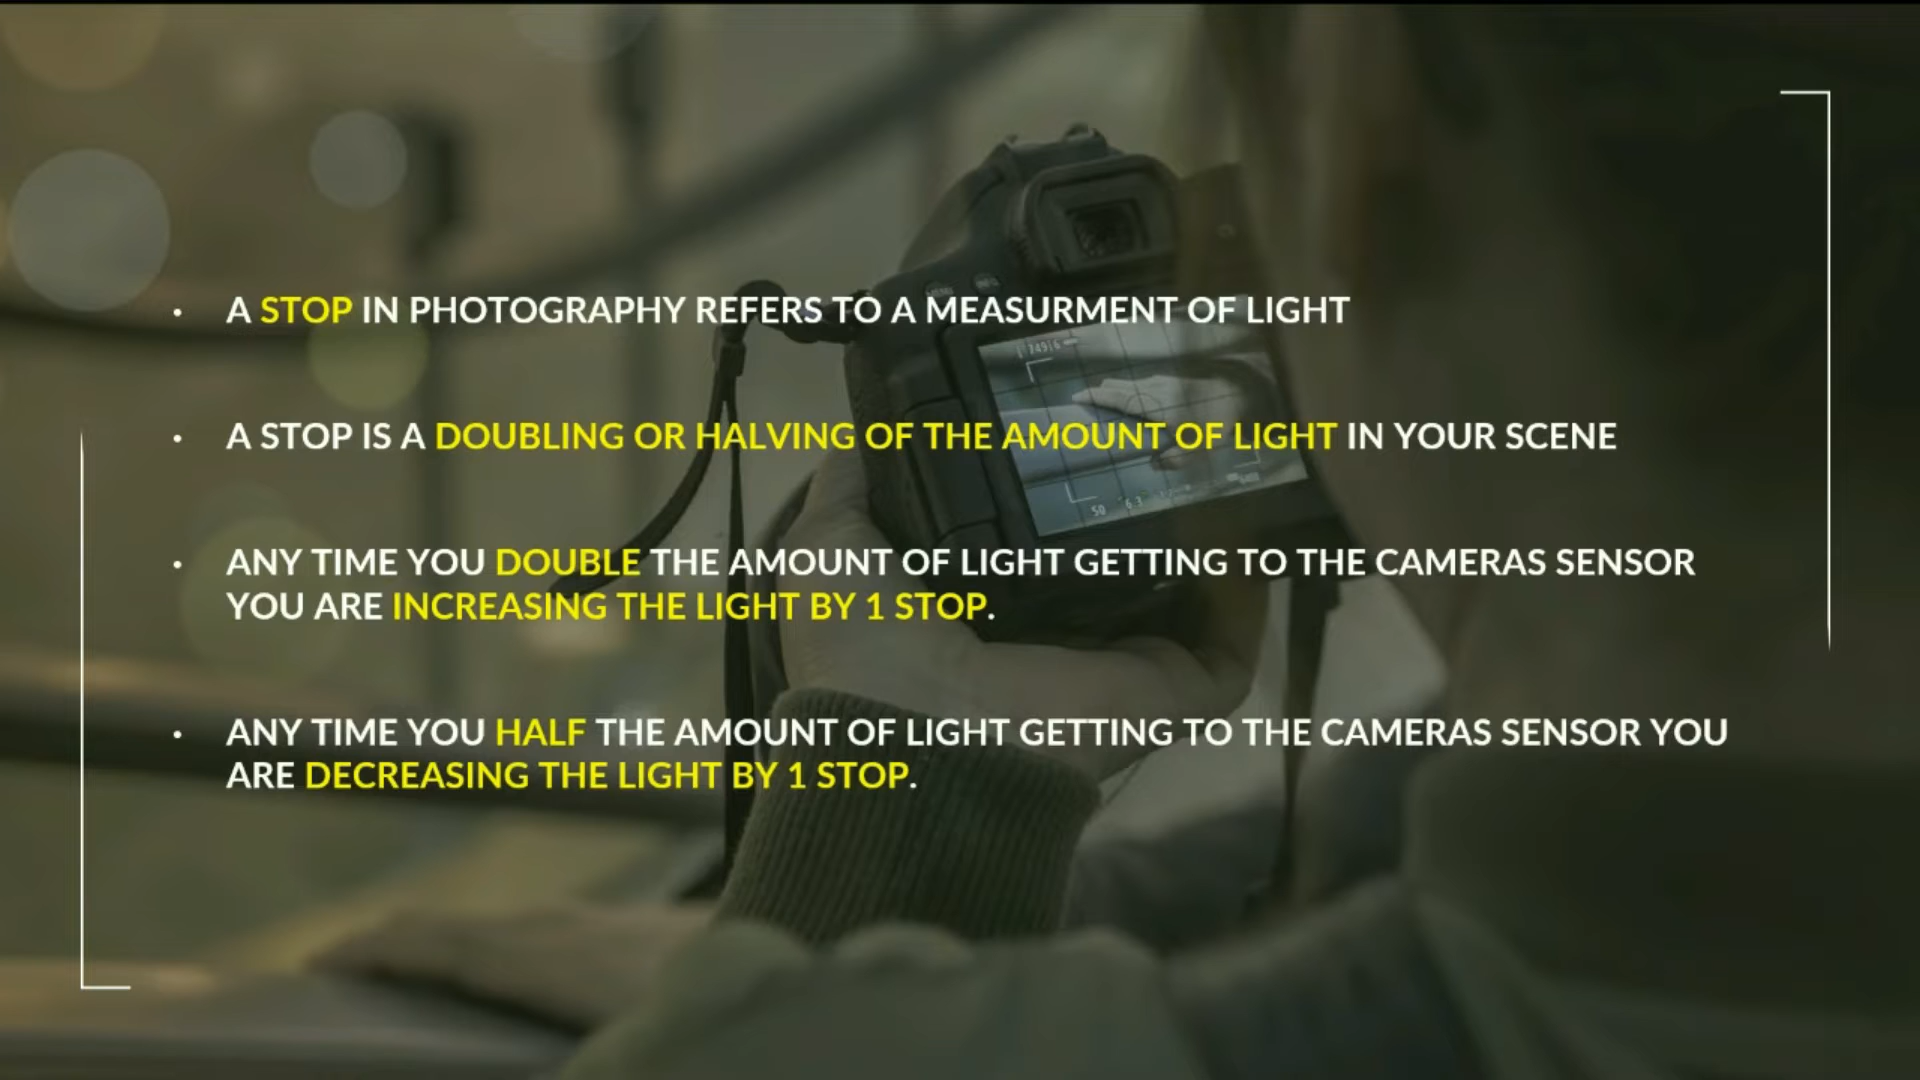 · A STOP IN PHOTOGRAPHY REFERS TO A MEASURMENT OF LIGHT
· A STOP IS A DOUBLING OR HALVING OF THE AMOUNT OF LIGHT IN YOUR SCENE
· ANY TIME YOU DOUBLE THE AMOUNT OF LIGHT GETTING TO THE CAMERAS SENSOR
YOU ARE INCREASING THE LIGHT BY 1 STOP.
· ANY TIME YOU HALF THE AMOUNT OF LIGHT GETTING TO THE CAMERAS SENSOR YOU
ARE DECREASING THE LIGHT BY 1 STOP.